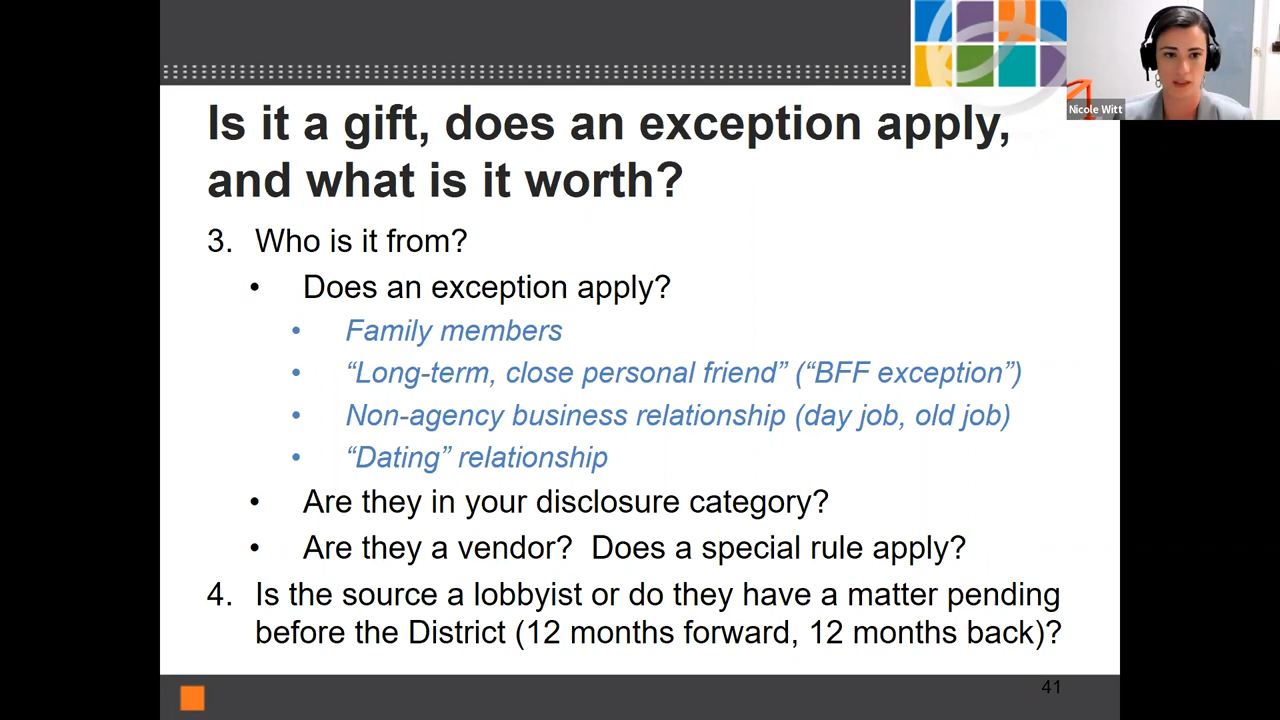 Nicole Witt
Is it a gift, does an exception apply,
and what is it worth?
3. Who is it from?
• Does an exception apply?
• Family members
• “Long-term, close personal friend” (“BFF exception”)
• Non-agency business relationship (day job, old job)
• “Dating” relationship
• Are they in your disclosure category?
• Are they a vendor? Does a special rule apply?
4. Is the source a lobbyist or do they have a matter pending
before the District (12 months forward, 12 months back)?
41